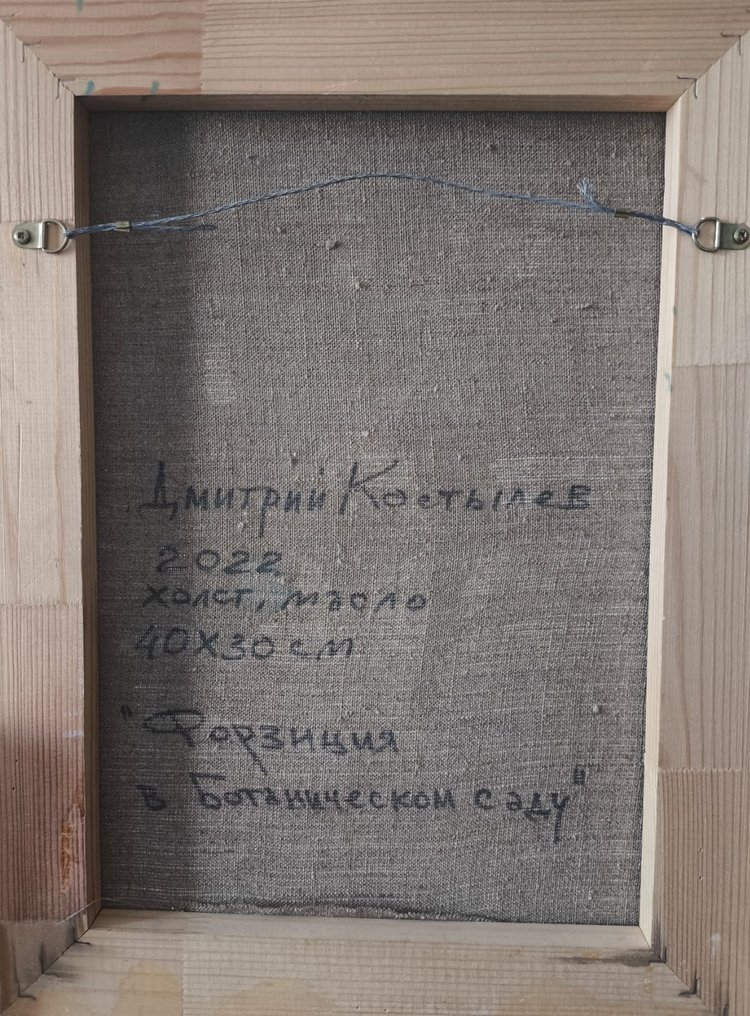 Дмитрий Костылев
2022
холст, масло
40х30 см
"Форзиция
в Ботаническом саду"